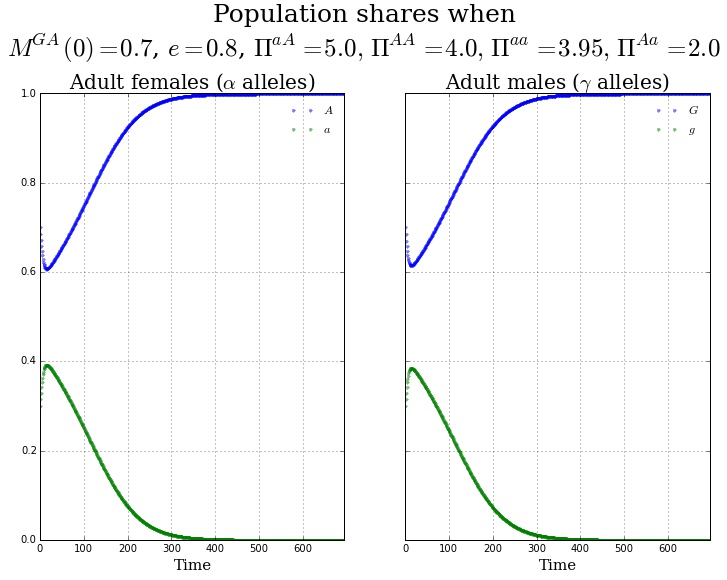 Population shares when
M^{GA}(0)=0.7, e=0.8, Π^{aA}=5.0, Π^{AA}=4.0, Π^{aa}=3.95, Π^{Aa}=2.0
Adult females (α alleles)
Adult males (γ alleles)
1.0
0.8
0.6
0.4
0.2
0.0
A
a
G
g
0 100 200 300 400 500 600
0 100 200 300 400 500 600
Time
Time